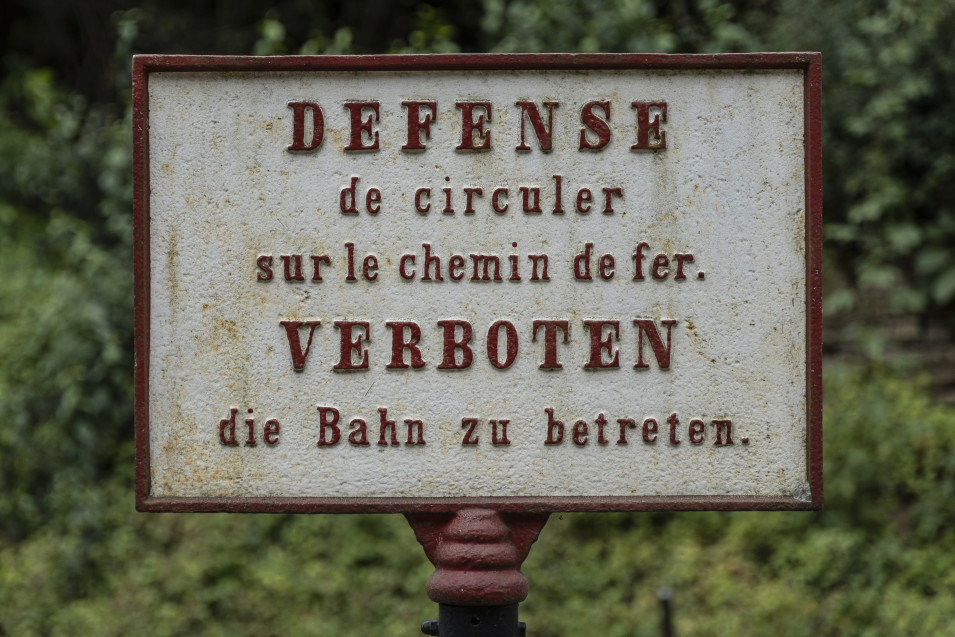 DEFENSE
de circuler
sur le chemin de fer.
VERBOTEN
die Bahn zu betreten.